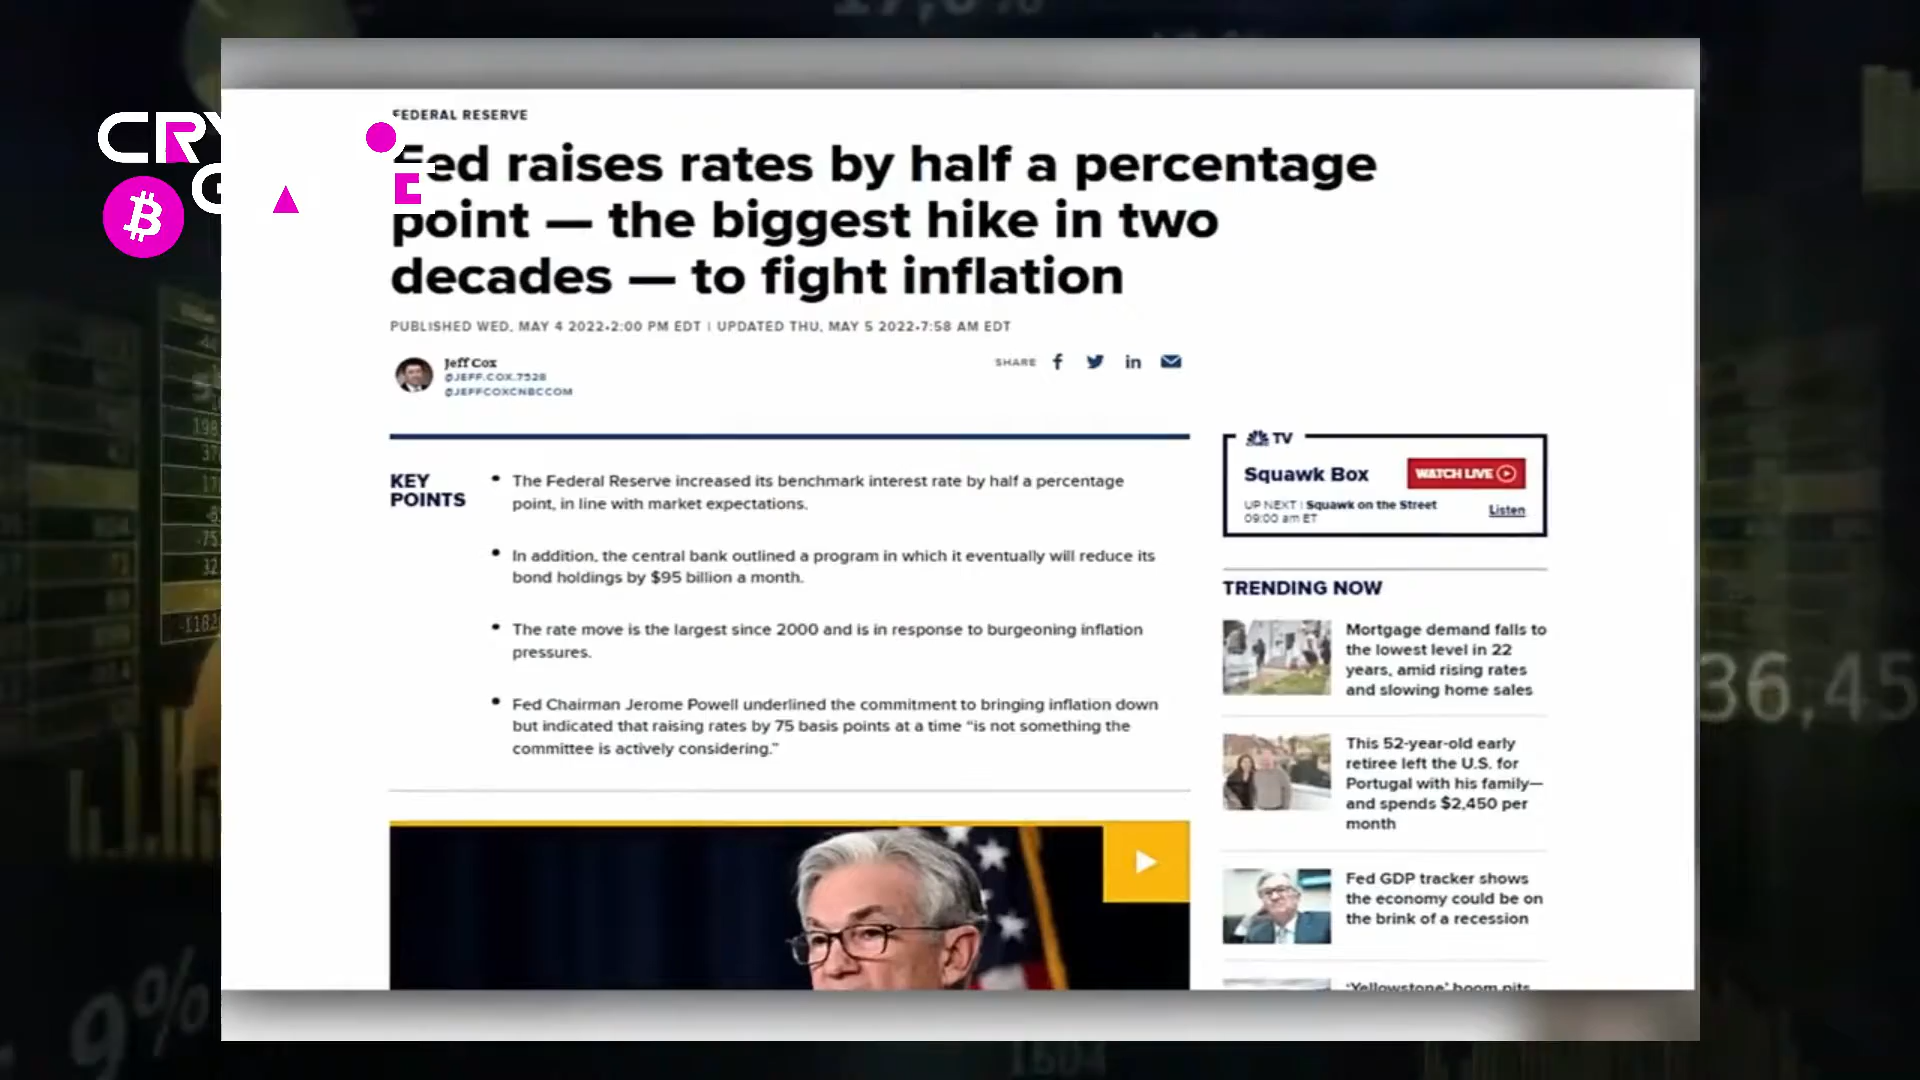 FEDERAL RESERVE
Fed raises rates by half a percentage
point — the biggest hike in two
decades — to fight inflation
PUBLISHED WED, MAY 4 2022•2:00 PM EDT | UPDATED THU, MAY 5 2022•7:58 AM EDT
Jeff Cox
@JEFF.COX.7528
@JEFFCOXCNBCCOM
SHARE
KEY
POINTS
• The Federal Reserve increased its benchmark interest rate by half a percentage
point, in line with market expectations.
• In addition, the central bank outlined a program in which it eventually will reduce its
bond holdings by $95 billion a month.
• The rate move is the largest since 2000 and is in response to burgeoning inflation
pressures.
• Fed Chairman Jerome Powell underlined the commitment to bringing inflation down
but indicated that raising rates by 75 basis points at a time “is not something the
committee is actively considering.”
TV
Squawk Box
WATCH LIVE
UP NEXT | Squawk on the Street
09:00 am ET
Listen
TRENDING NOW
Mortgage demand falls to
the lowest level in 22
years, amid rising rates
and slowing home sales
This 52-year-old early
retiree left the U.S. for
Portugal with his family—
and spends $2,450 per
month
Fed GDP tracker shows
the economy could be on
the brink of a recession
‘Yellowstone’ boom pits
36,45
9%